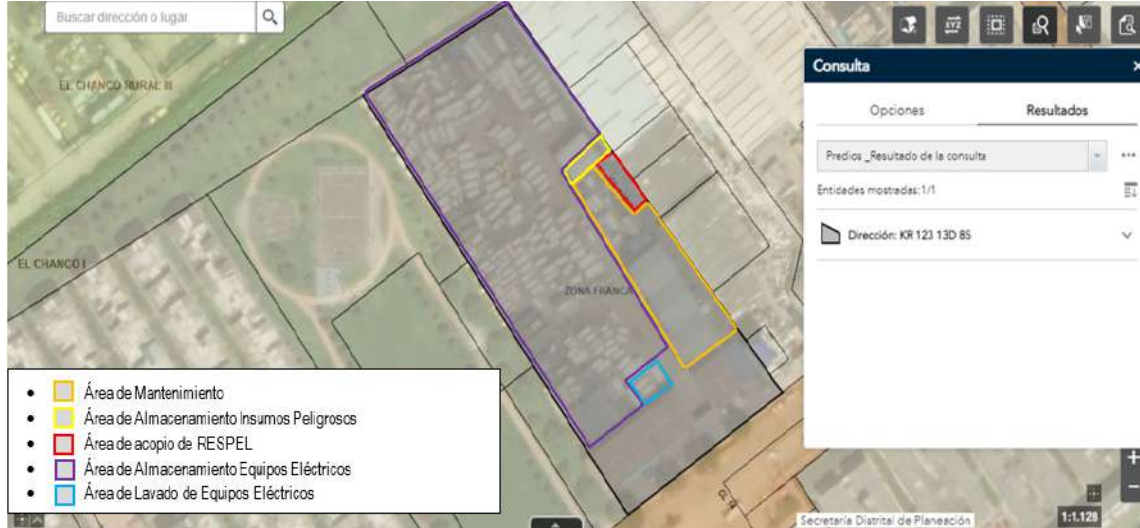 Buscar dirección o lugar
EL CHANCO RURAL III
EL CHANCO I
ZONA FRANCA
Consulta
Opciones
Resultados
Predios _Resultado de la consulta
Entidades mostradas: 1/1
Dirección: KR 123 13D 85
• Área de Mantenimiento
• Área de Almacenamiento Insumos Peligrosos
• Área de acopio de RESPEL
• Área de Almacenamiento Equipos Eléctricos
• Área de Lavado de Equipos Eléctricos
Secretaría Distrital de Planeación
1:1.128